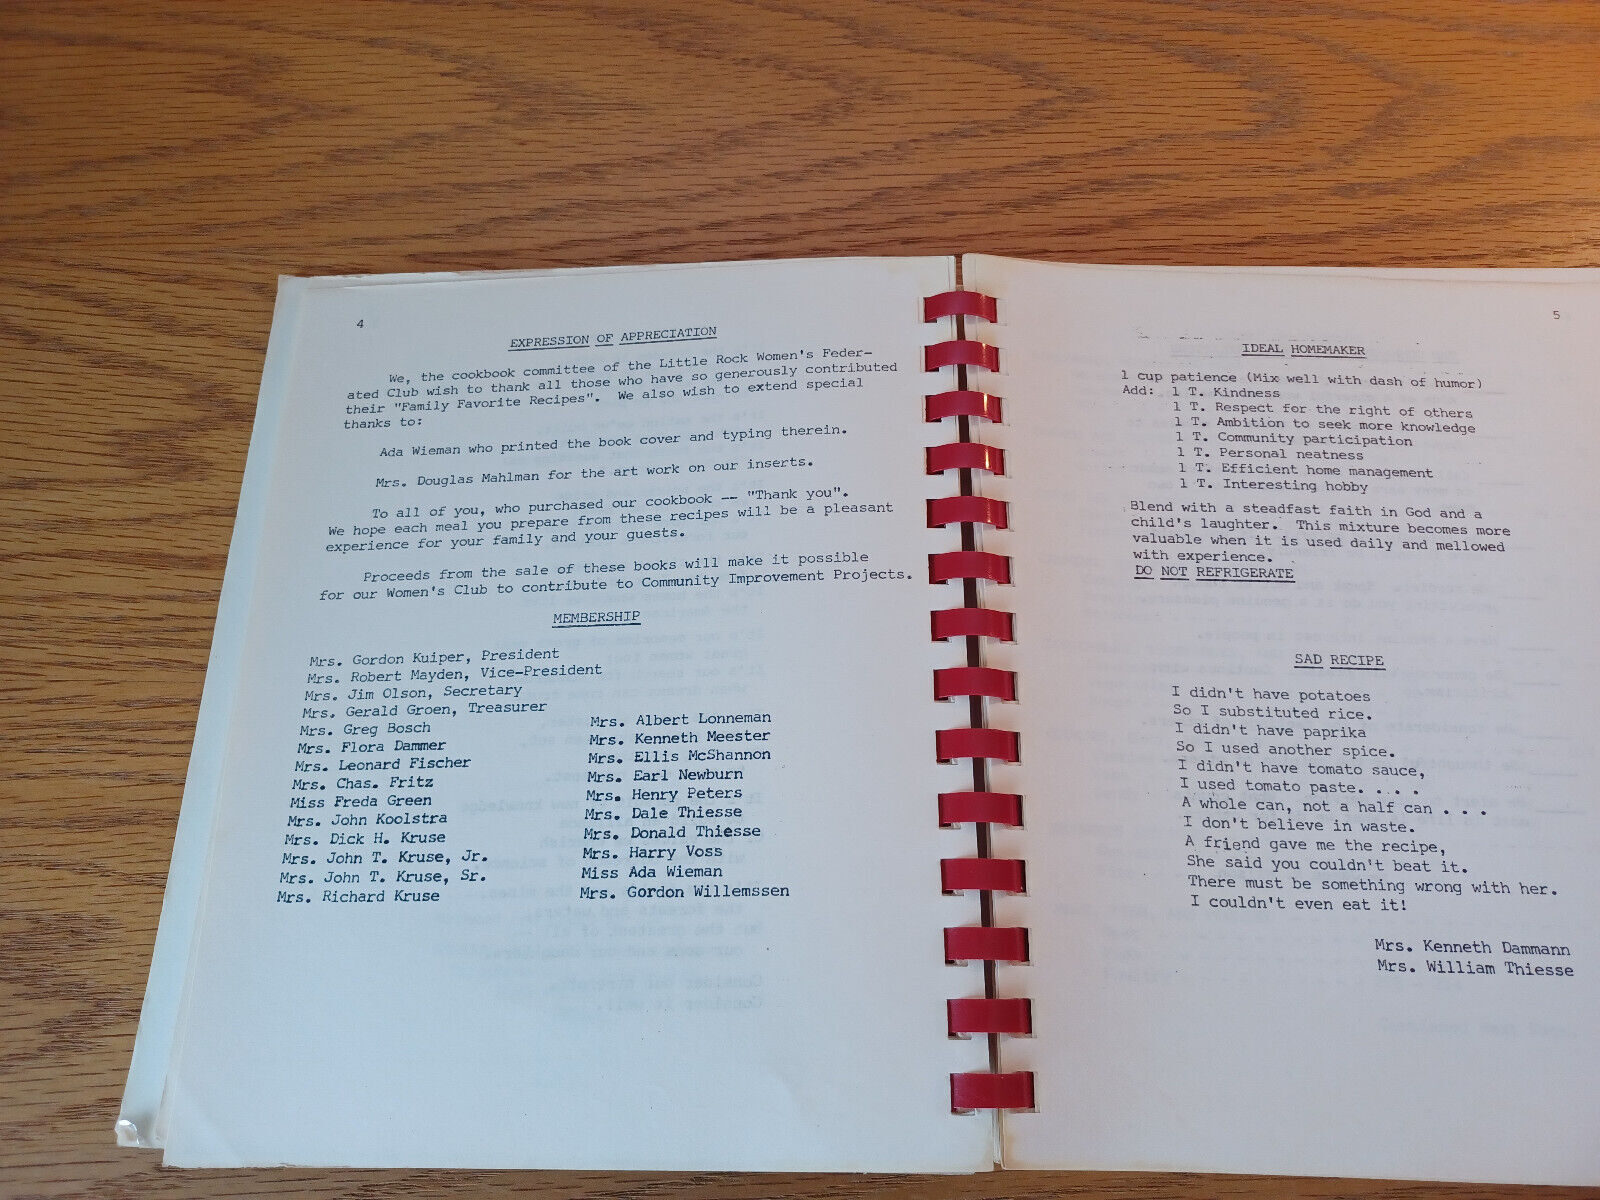 4
EXPRESSION OF APPRECIATION
We, the cookbook committee of the Little Rock Women's Feder-
ated Club wish to thank all those who have so generously contributed
their "Family Favorite Recipes". We also wish to extend special
thanks to:
Ada Wieman who printed the book cover and typing therein.
Mrs. Douglas Mahlman for the art work on our inserts.
To all of you, who purchased our cookbook -- "Thank you".
We hope each meal you prepare from these recipes will be a pleasant
experience for your family and your guests.
Proceeds from the sale of these books will make it possible
for our Women's Club to contribute to Community Improvement Projects.
MEMBERSHIP
Mrs. Gordon Kuiper, President
Mrs. Robert Mayden, Vice-President
Mrs. Jim Olson, Secretary
Mrs. Gerald Groen, Treasurer
Mrs. Greg Bosch
Mrs. Flora Dammer
Mrs. Leonard Fischer
Mrs. Chas. Fritz
Miss Freda Green
Mrs. John Koolstra
Mrs. Dick H. Kruse
Mrs. John T. Kruse, Jr.
Mrs. John T. Kruse, Sr.
Mrs. Richard Kruse
Mrs. Albert Lonneman
Mrs. Kenneth Meester
Mrs. Ellis McShannon
Mrs. Earl Newburn
Mrs. Henry Peters
Mrs. Dale Thiesse
Mrs. Donald Thiesse
Mrs. Harry Voss
Miss Ada Wieman
Mrs. Gordon Willemssen
5
IDEAL HOMEMAKER
1 cup patience (Mix well with dash of humor)
Add: 1 T. Kindness
1 T. Respect for the right of others
1 T. Ambition to seek more knowledge
1 T. Community participation
1 T. Personal neatness
1 T. Efficient home management
1 T. Interesting hobby
Blend with a steadfast faith in God and a
child's laughter. This mixture becomes more
valuable when it is used daily and mellowed
with experience.
DO NOT REFRIGERATE
SAD RECIPE
I didn't have potatoes
So I substituted rice.
I didn't have paprika
So I used another spice.
I didn't have tomato sauce,
I used tomato paste. . . .
A whole can, not a half can . . .
I don't believe in waste.
A friend gave me the recipe,
She said you couldn't beat it.
There must be something wrong with her.
I couldn't even eat it!
Mrs. Kenneth Dammann
Mrs. William Thiesse